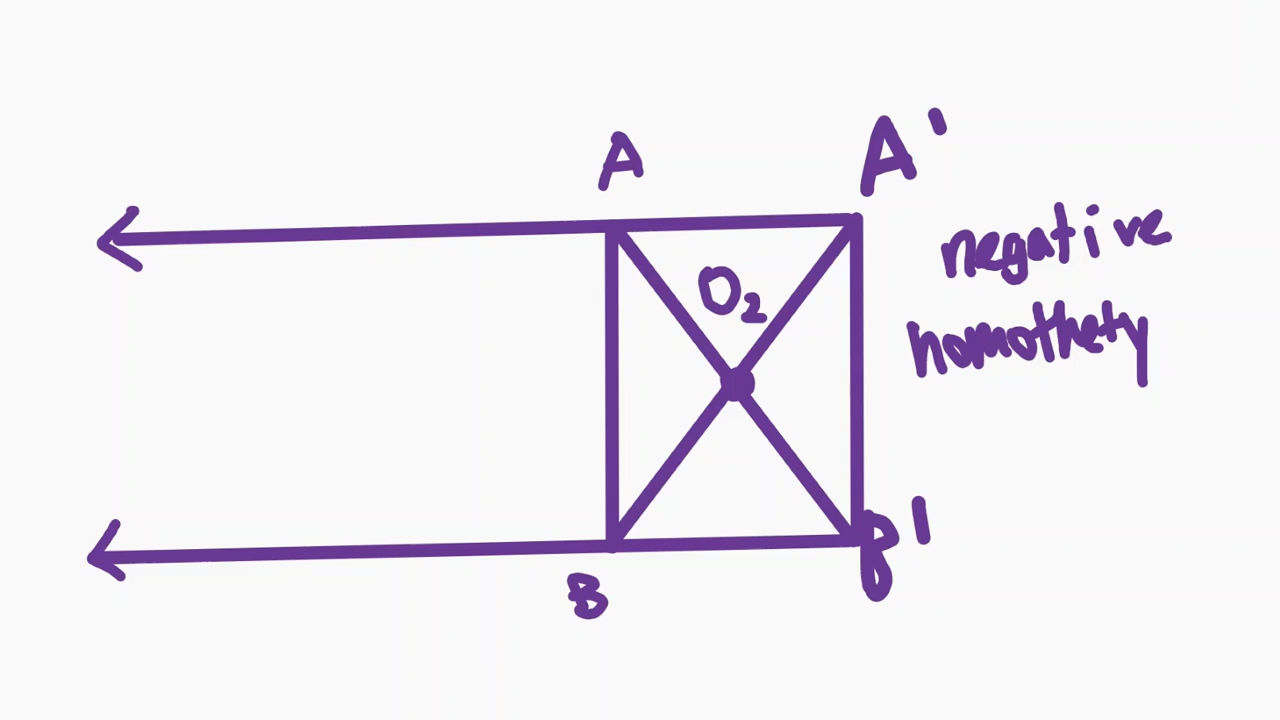 A
A'
negative
O₂
homothety
B'
B